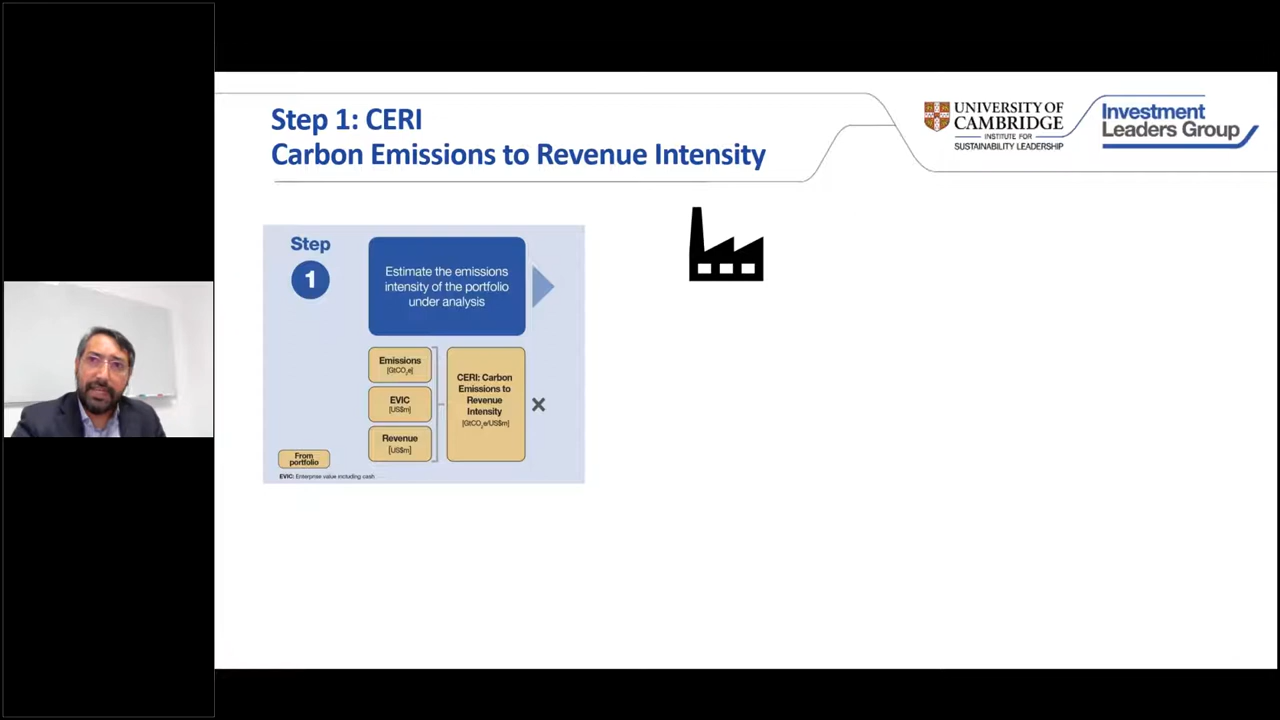 Step 1: CERI
Carbon Emissions to Revenue Intensity
UNIVERSITY OF
CAMBRIDGE
INSTITUTE FOR
SUSTAINABILITY LEADERSHIP
Investment
Leaders Group
Step
1
Estimate the emissions
intensity of the portfolio
under analysis
Emissions
[GtCO₂e]
EVIC
[US$m]
Revenue
[US$m]
CERI: Carbon
Emissions to
Revenue
Intensity
[GtCO₂e/US$m]
From
portfolio
EVIC: Enterprise value including cash